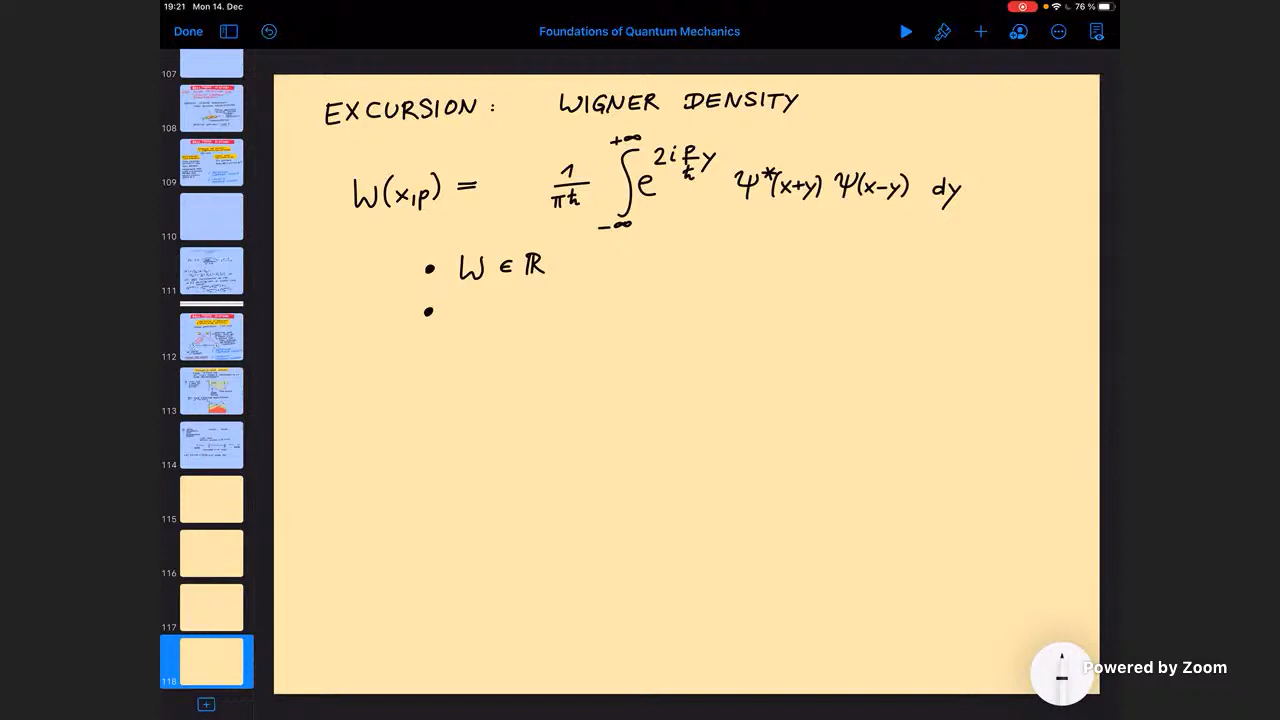 19:21 Mon 14. Dec
76 %
Done
Foundations of Quantum Mechanics
107
108
109
110
111
112
113
114
115
116
117
118
EXCURSION: WIGNER DENSITY
W(x,p) = 1/πħ ∫_{-∞}^{+∞} e^{2i p/ħ y} ψ*(x+y) ψ(x-y) dy
• W ∈ ℝ
•
Powered by Zoom